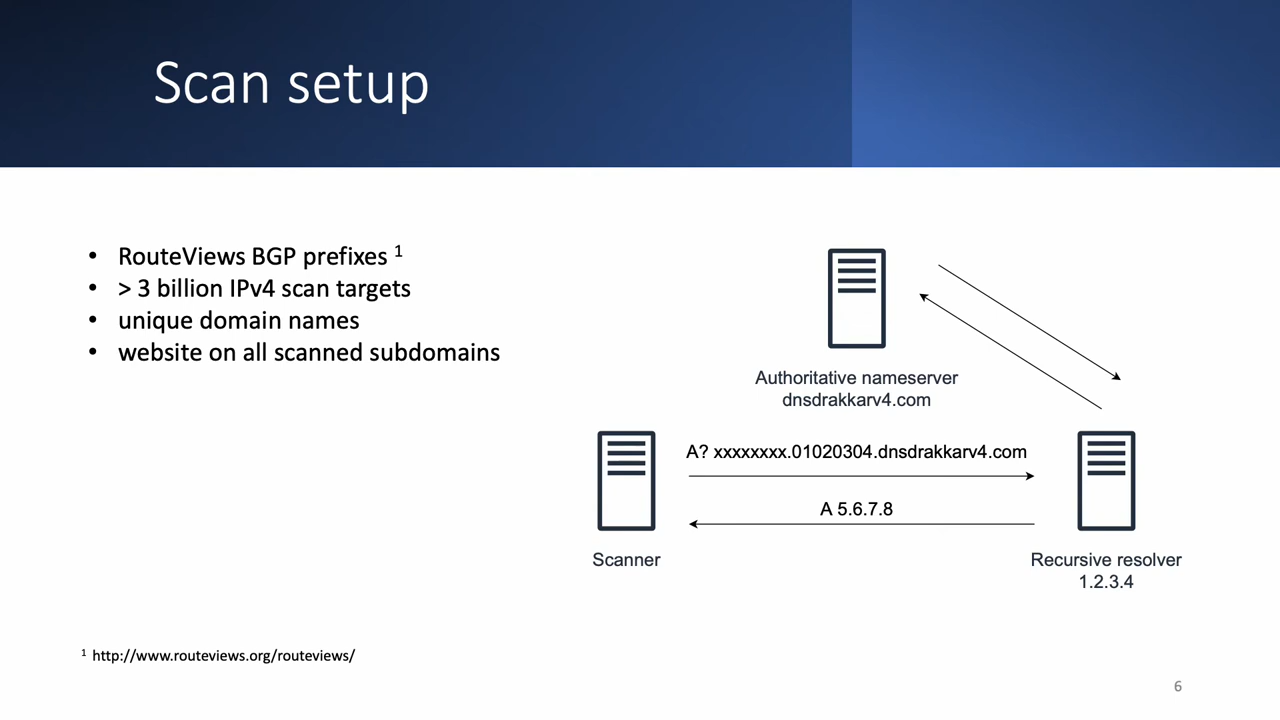 Scan setup
• RouteViews BGP prefixes ¹
• > 3 billion IPv4 scan targets
• unique domain names
• website on all scanned subdomains
Authoritative nameserver
dnsdrakkarv4.com
A? xxxxxxxx.01020304.dnsdrakkarv4.com
A 5.6.7.8
Scanner
Recursive resolver
1.2.3.4
¹ http://www.routeviews.org/routeviews/
6